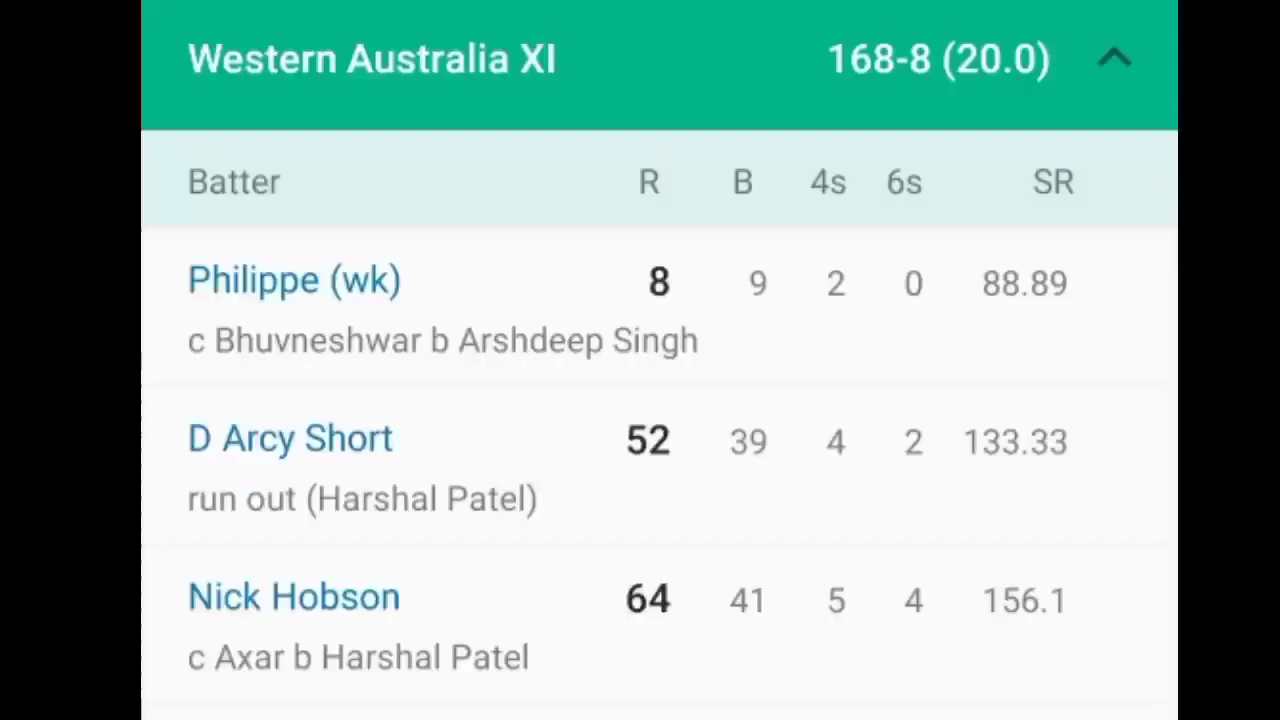 Western Australia XI 168-8 (20.0)
Batter R B 4s 6s SR
Philippe (wk) 8 9 2 0 88.89
c Bhuvneshwar b Arshdeep Singh
D Arcy Short 52 39 4 2 133.33
run out (Harshal Patel)
Nick Hobson 64 41 5 4 156.1
c Axar b Harshal Patel